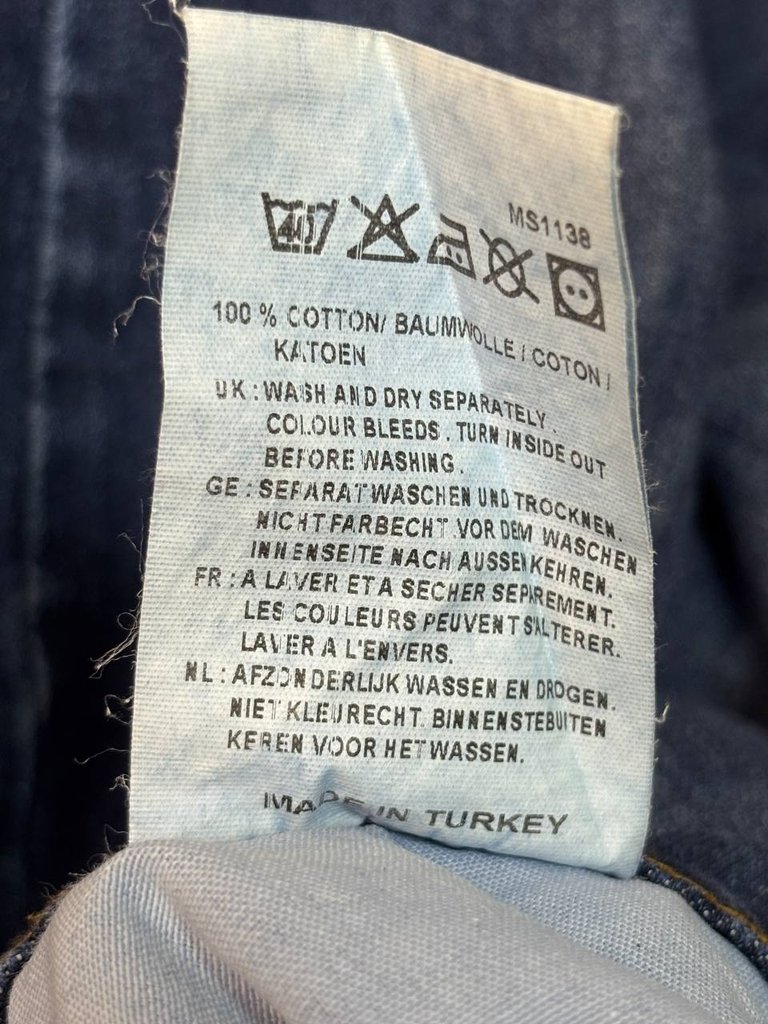 MS1138
40
100 % COTTON/ BAUMWOLLE / COTON /
KATOEN
UK : WASH AND DRY SEPARATELY.
COLOUR BLEEDS . TURN INSIDE OUT
BEFORE WASHING.
GE : SEPARAT WASCHEN UND TROCKNEN.
NICHT FARBECHT. VOR DEM WASCHEN
INNENSEITE NACH AUSSEN KEHREN.
FR : A LAVER ET A SECHER SEPAREMENT.
LES COULEURS PEUVENT S'ALTERER.
LAVER A L'ENVERS.
NL : AFZONDERLIJK WASSEN EN DROGEN.
NIET KLEURECHT. BINNENSTEBUITEN
KEREN VOOR HET WASSEN.
MADE IN TURKEY